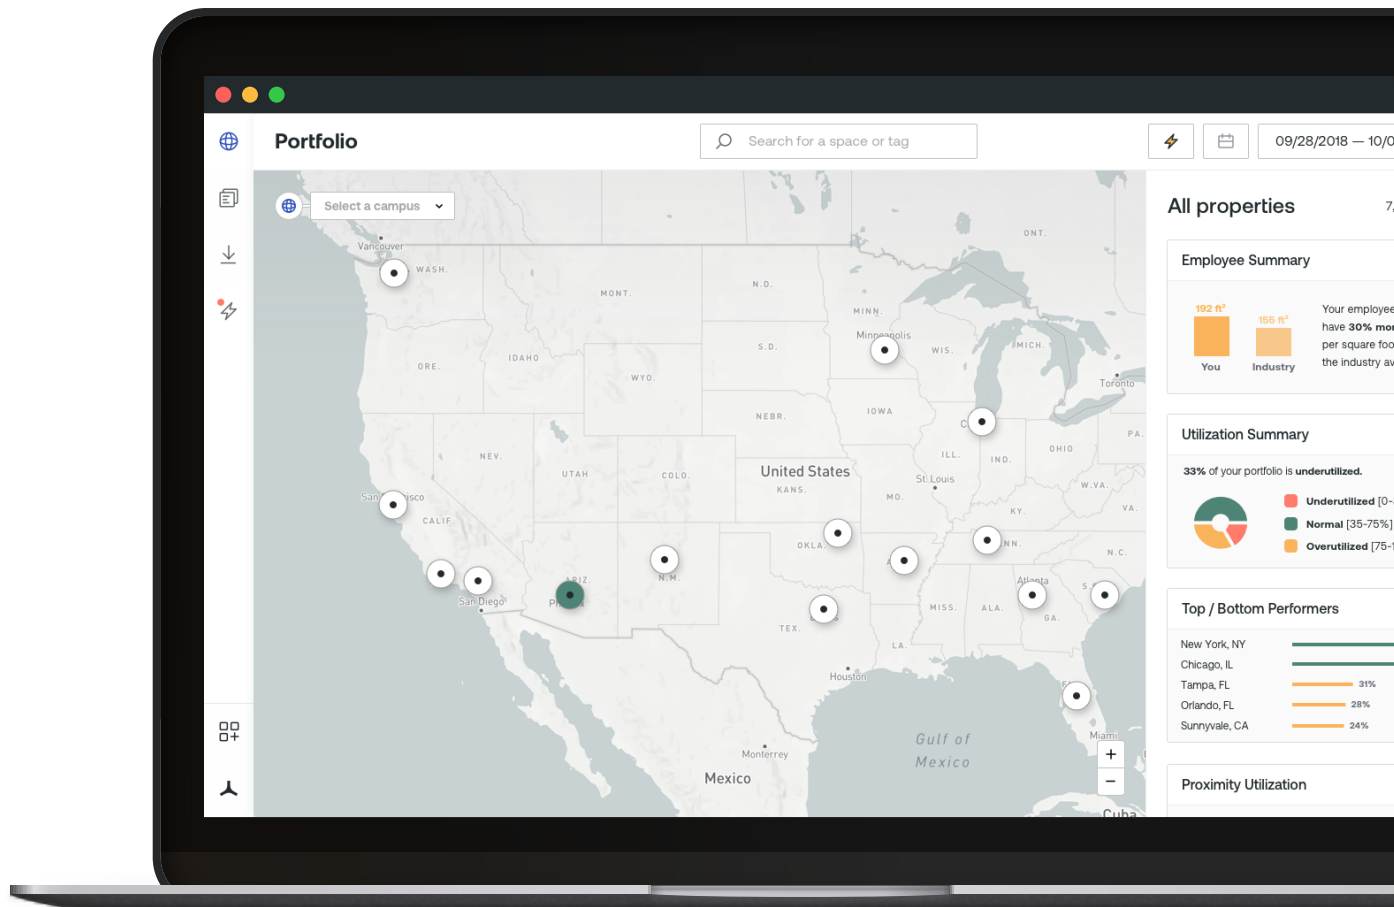 Portfolio
Search for a space or tag
09/28/2018 — 10/0
Select a campus
Vancouver
WASH.
MONT.
N.D.
MINN.
ONT.
Minneapolis
ORE.
IDAHO
S.D.
WIS.
MICH.
WYO.
Toronto
NEBR.
IOWA
NEV.
UTAH
COLO.
United States
KANS.
ILL.
IND.
OHIO
PA.
St. Louis
MO.
W.VA.
VA.
KY.
CALIF
OKLA.
N.C.
ARIZ.
N.M.
San Diego
Atlanta
TEX.
MISS.
ALA.
GA.
LA.
Houston
Monterrey
Mexico
Gulf of
Mexico
Miami
Cuba
+
−
All properties
7,
Employee Summary
192 ft²
155 ft²
You
Industry
Your employee
have 30% mor
per square foo
the industry av
Utilization Summary
33% of your portfolio is underutilized.
Underutilized [0-
Normal [35-75%]
Overutilized [75-1
Top / Bottom Performers
New York, NY
Chicago, IL
Tampa, FL 31%
Orlando, FL 28%
Sunnyvale, CA 24%
Proximity Utilization